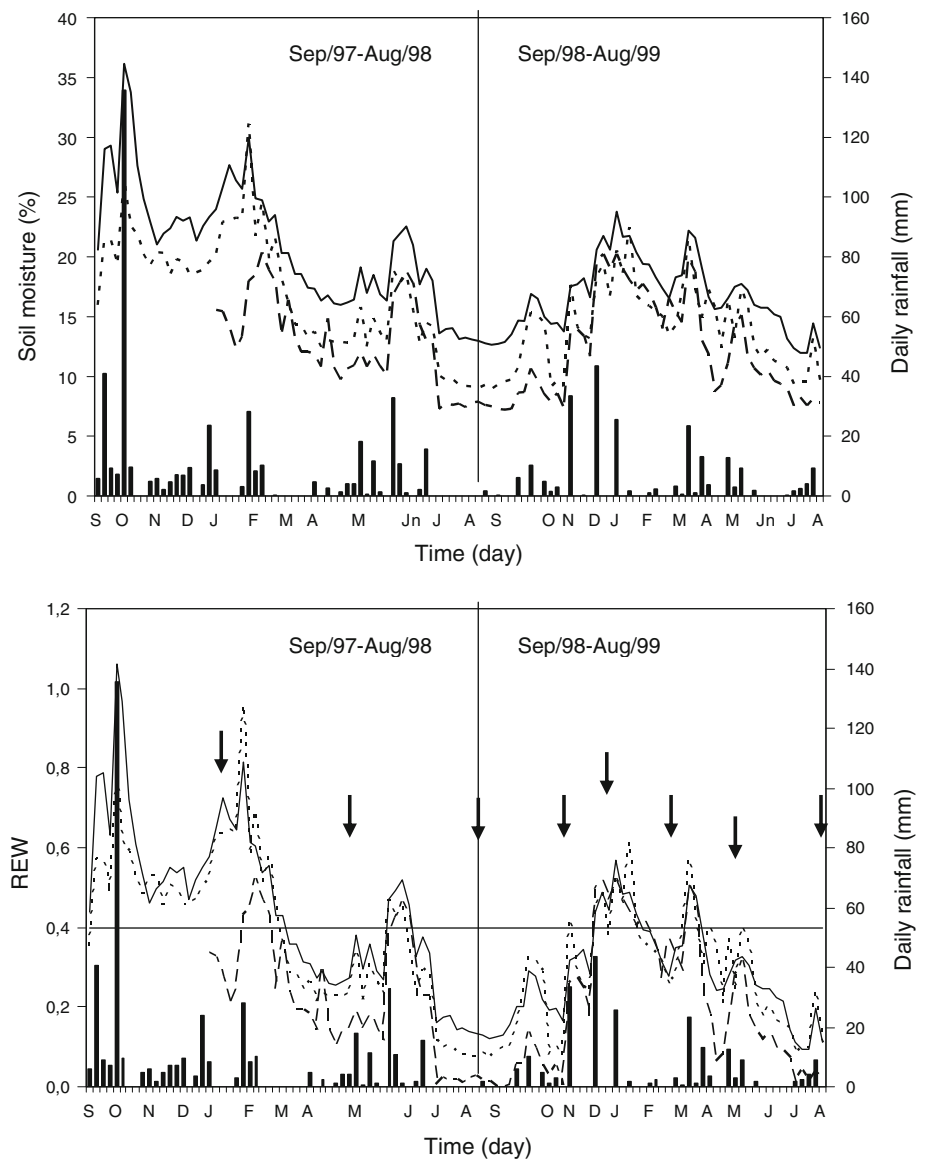 40
35
30
25
20
15
10
5
0
Soil moisture (%)
Sep/97-Aug/98
Sep/98-Aug/99
160
140
120
100
80
60
40
20
0
Daily rainfall (mm)
S O N D J F M A M Jn J A S O N D J F M A M Jn J A
Time (day)
1,2
1,0
0,8
0,6
0,4
0,2
0,0
REW
Sep/97-Aug/98
Sep/98-Aug/99
160
140
120
100
80
60
40
20
0
Daily rainfall (mm)
S O N D J F M A M J J A S O N D J F M A M J J A
Time (day)